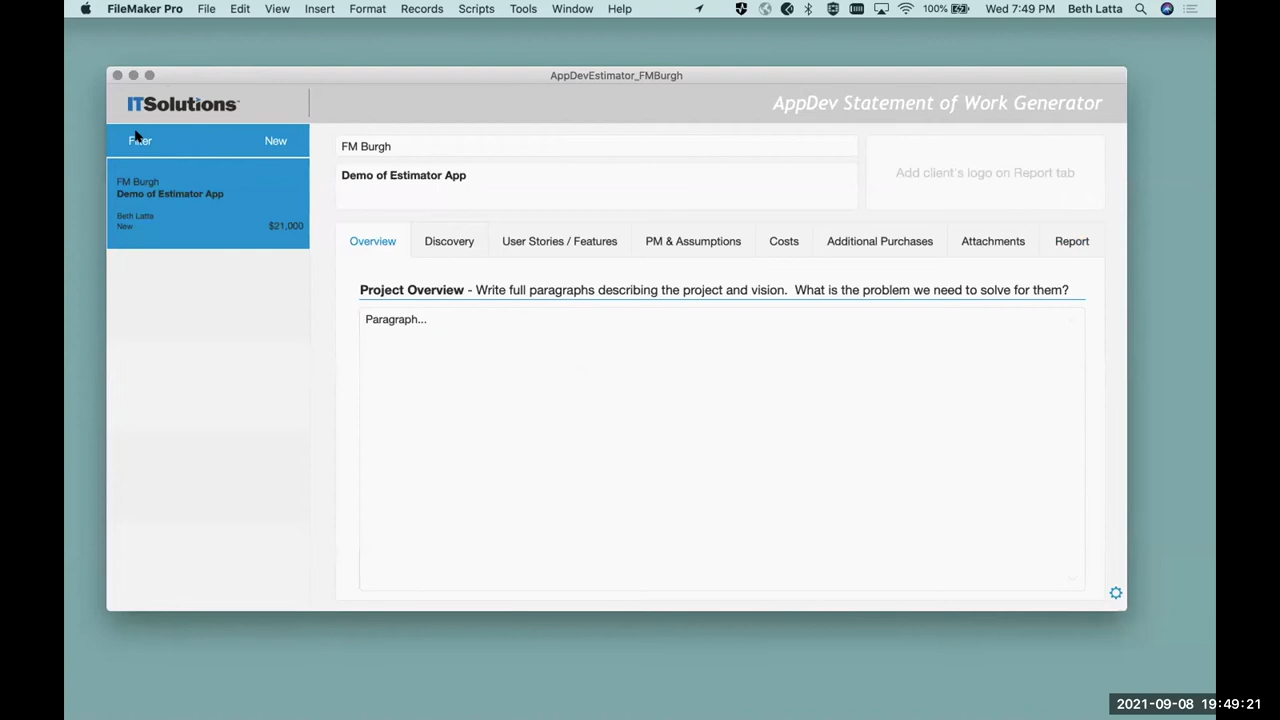 FileMaker Pro File Edit View Insert Format Records Scripts Tools Window Help 100% Wed 7:49 PM Beth Latta
AppDevEstimator_FMBurgh
ITSolutions AppDev Statement of Work Generator
Filter New
FM Burgh
Demo of Estimator App
Beth Latta
New $21,000
FM Burgh
Demo of Estimator App
Add client's logo on Report tab
Overview Discovery User Stories / Features PM & Assumptions Costs Additional Purchases Attachments Report
Project Overview - Write full paragraphs describing the project and vision. What is the problem we need to solve for them?
Paragraph...
2021-09-08 19:49:21